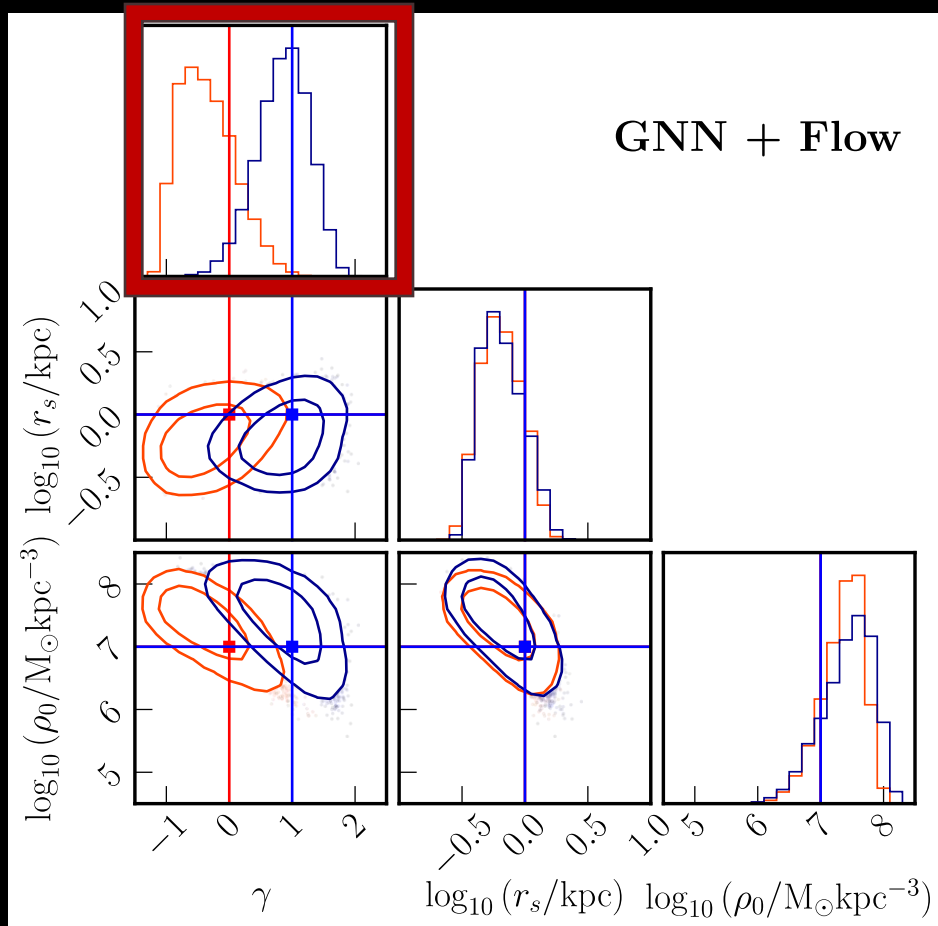 GNN + Flow
1.0
0.5
0.0
−0.5
log₁₀ (rₛ/kpc)
8
7
6
5
log₁₀ (ρ₀/M⊙kpc⁻³)
−1 0 1 2
γ
−0.5 0.0 0.5 1.0
log₁₀ (rₛ/kpc)
5 6 7 8
log₁₀ (ρ₀/M⊙kpc⁻³)